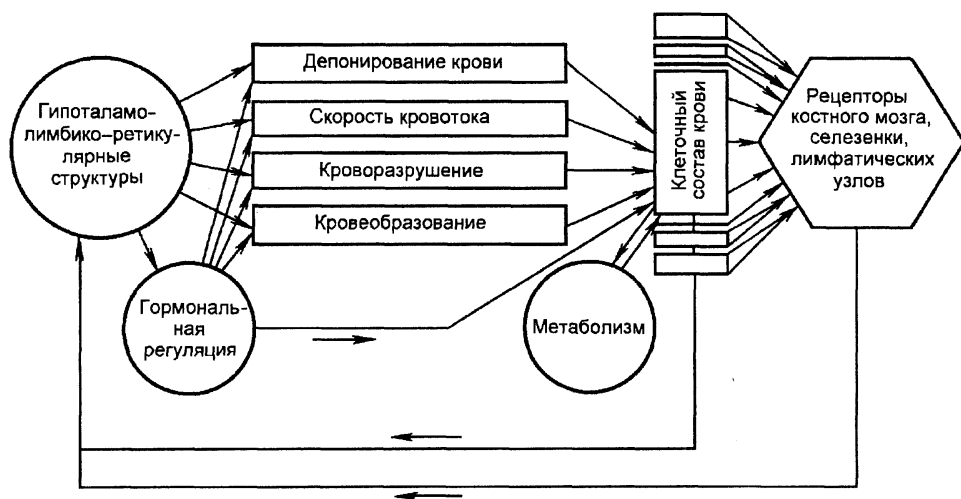 Гипоталамо-
лимбико-ретику-
лярные
структуры
Депонирование крови
Скорость кровотока
Кроворазрушение
Кровеобразование
Клеточный
состав крови
Рецепторы
костного мозга,
селезенки,
лимфатических
узлов
Гормональ-
ная
регуляция
Метаболизм